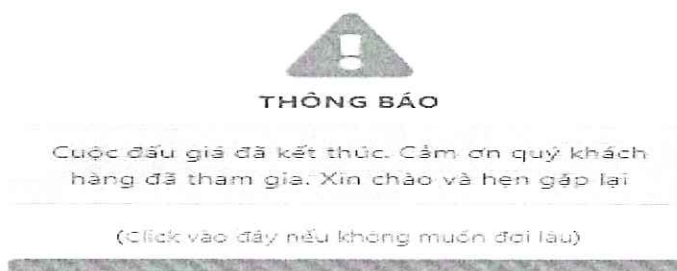 THÔNG BÁO
Cuộc đấu giá đã kết thúc. Cảm ơn quý khách
hàng đã tham gia. Xin chào và hẹn gặp lại
(Click vào đây nếu không muốn đợi lâu)